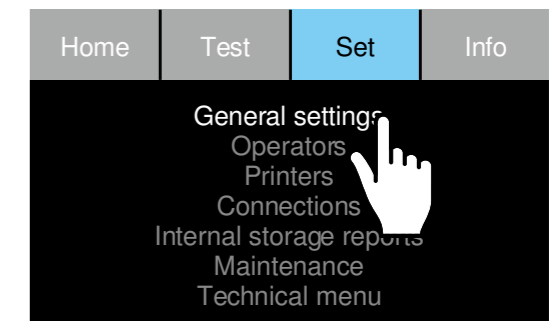 Home Test Set Info
General settings
Operators
Printers
Connections
Internal storage reports
Maintenance
Technical menu